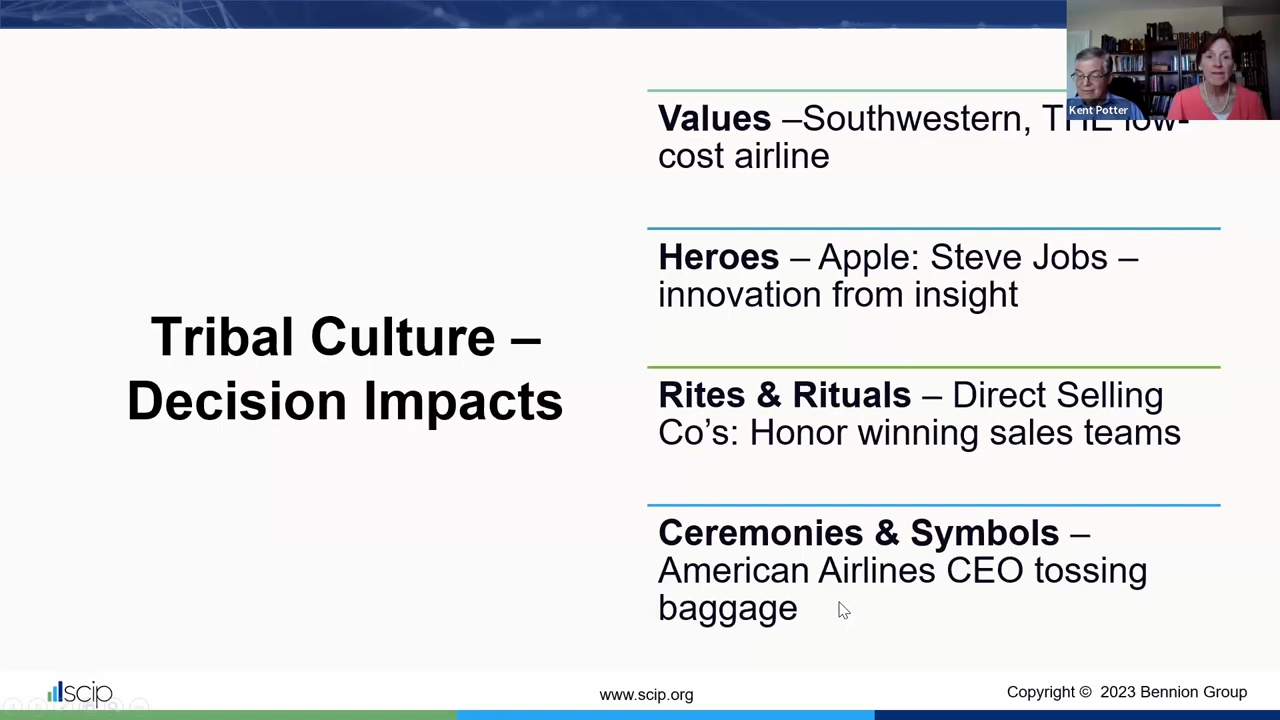 Kent Potter
Values –Southwestern, THE low-
cost airline
Heroes – Apple: Steve Jobs –
innovation from insight
Tribal Culture –
Decision Impacts
Rites & Rituals – Direct Selling
Co’s: Honor winning sales teams
Ceremonies & Symbols –
American Airlines CEO tossing
baggage
scip
www.scip.org
Copyright © 2023 Bennion Group